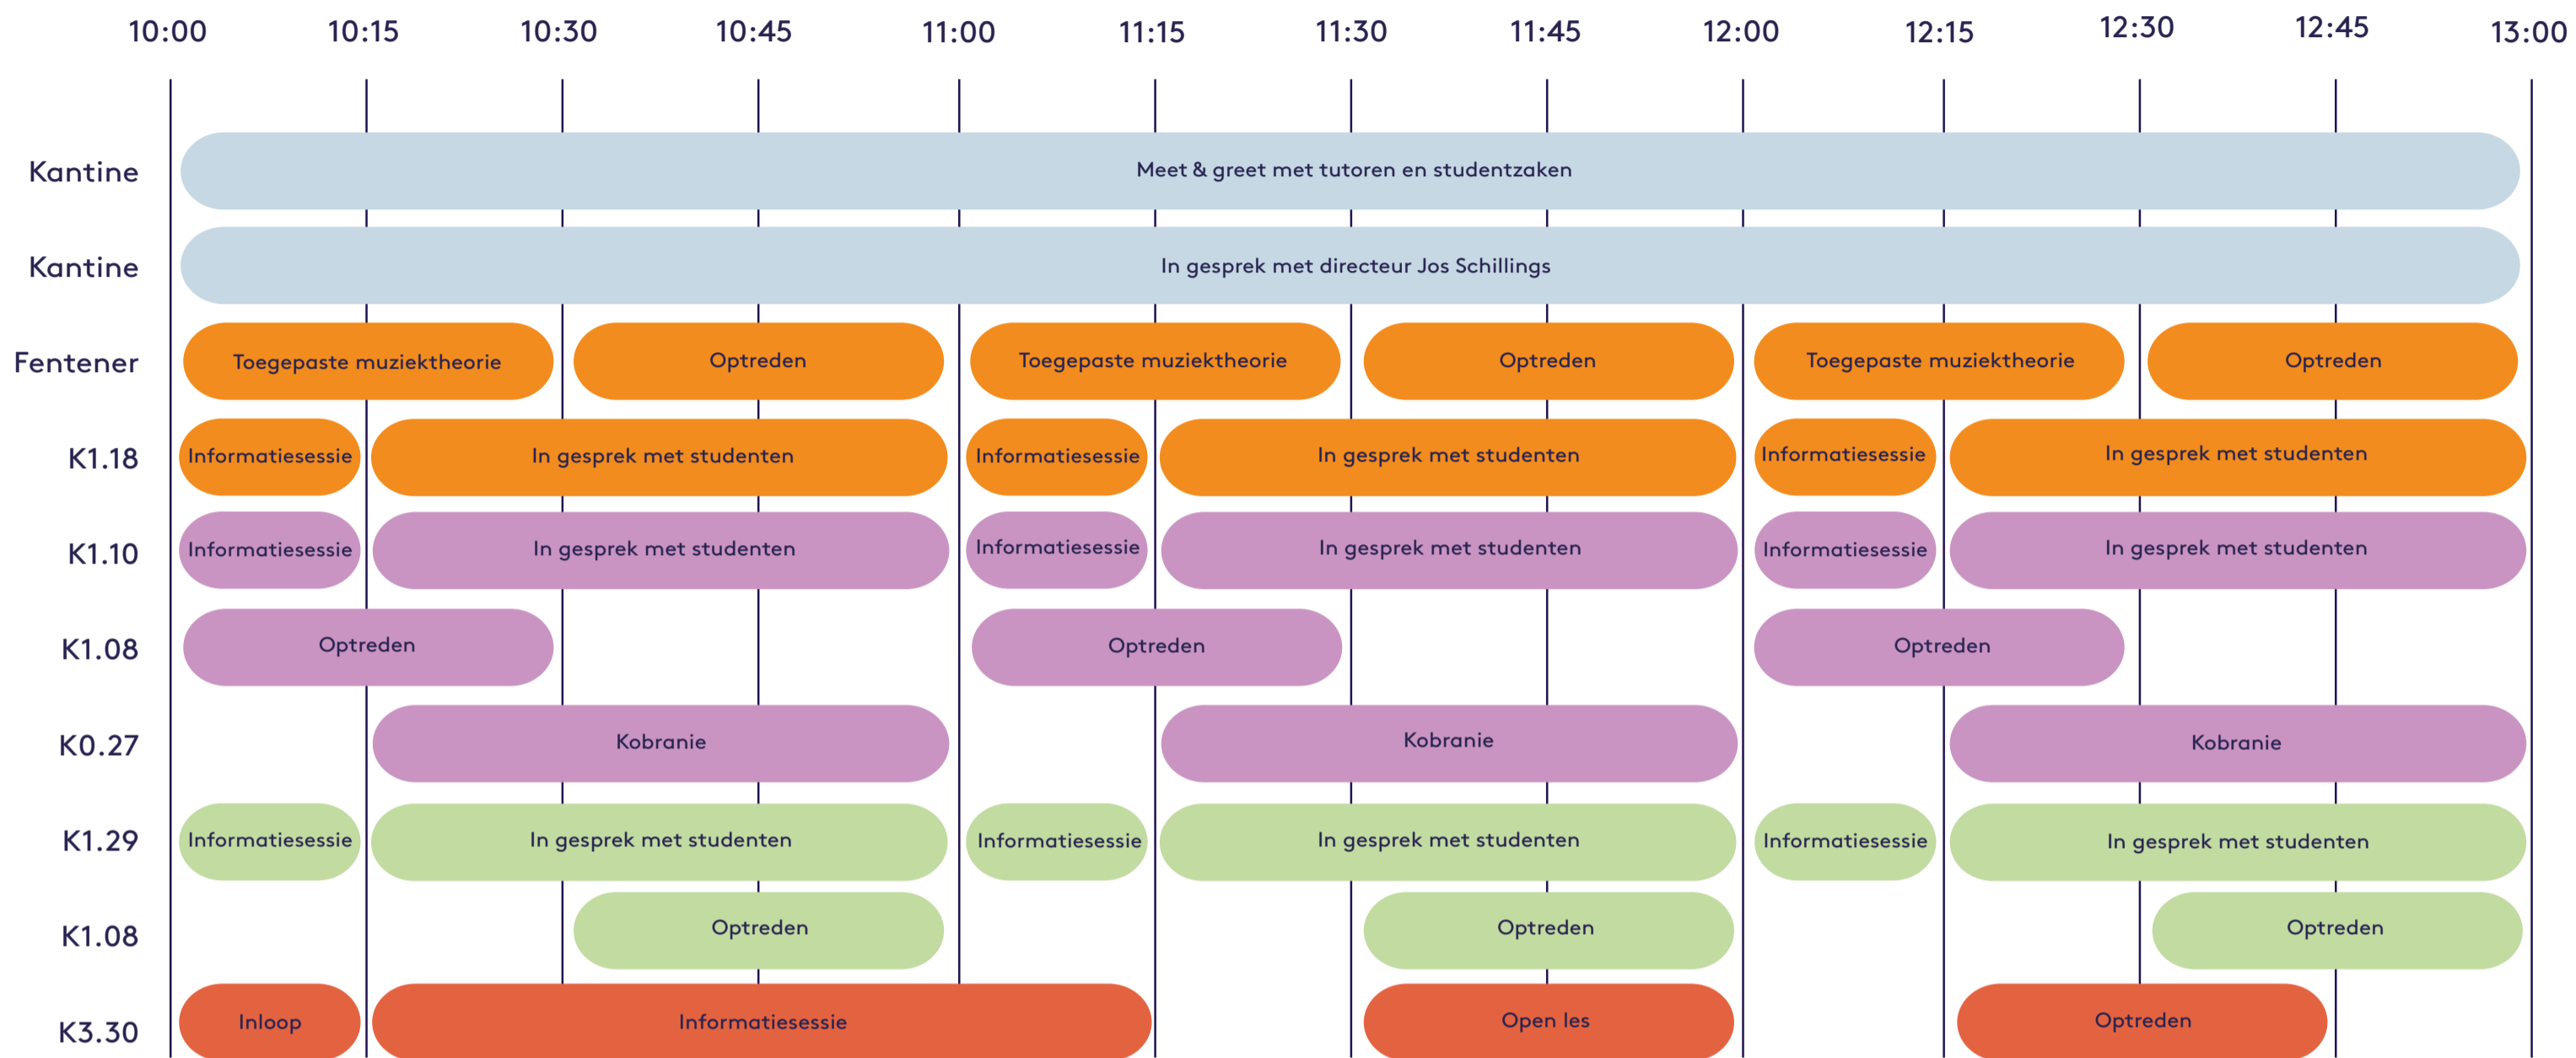 10:00 10:15 10:30 10:45 11:00 11:15 11:30 11:45 12:00 12:15 12:30 12:45 13:00
Kantine Meet & greet met tutoren en studentzaken
Kantine In gesprek met directeur Jos Schillings
Fentener Toegepaste muziektheorie Optreden Toegepaste muziektheorie Optreden Toegepaste muziektheorie Optreden
K1.18 Informatiesessie In gesprek met studenten Informatiesessie In gesprek met studenten Informatiesessie In gesprek met studenten
K1.10 Informatiesessie In gesprek met studenten Informatiesessie In gesprek met studenten Informatiesessie In gesprek met studenten
K1.08 Optreden Optreden Optreden
K0.27 Kobranie Kobranie Kobranie
K1.29 Informatiesessie In gesprek met studenten Informatiesessie In gesprek met studenten Informatiesessie In gesprek met studenten
K1.08 Optreden Optreden Optreden
K3.30 Inloop Informatiesessie Open les Optreden